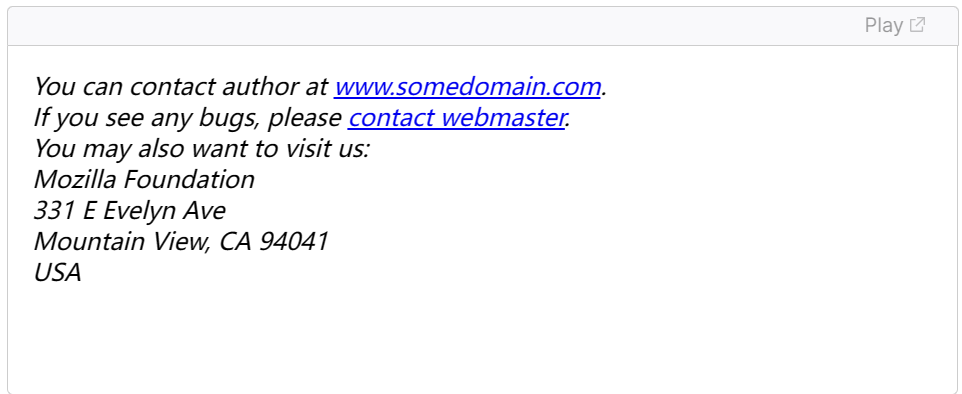 Play
You can contact author at www.somedomain.com.
If you see any bugs, please contact webmaster.
You may also want to visit us:
Mozilla Foundation
331 E Evelyn Ave
Mountain View, CA 94041
USA